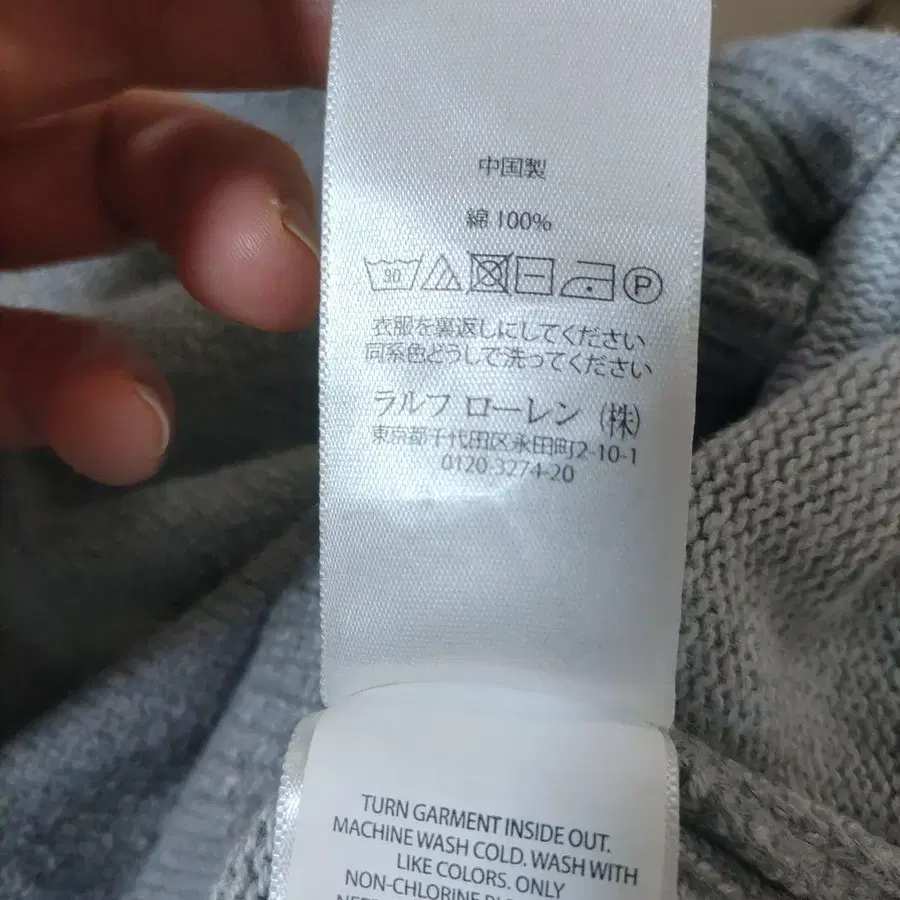 中国製
綿 100%
30 P
衣服を裏返しにしてください
同系色どうしで洗ってください
ラルフ ローレン (株)
東京都千代田区永田町2-10-1
0120-3274-20
TURN GARMENT INSIDE OUT.
MACHINE WASH COLD. WASH WITH
LIKE COLORS. ONLY
NON-CHLORINE